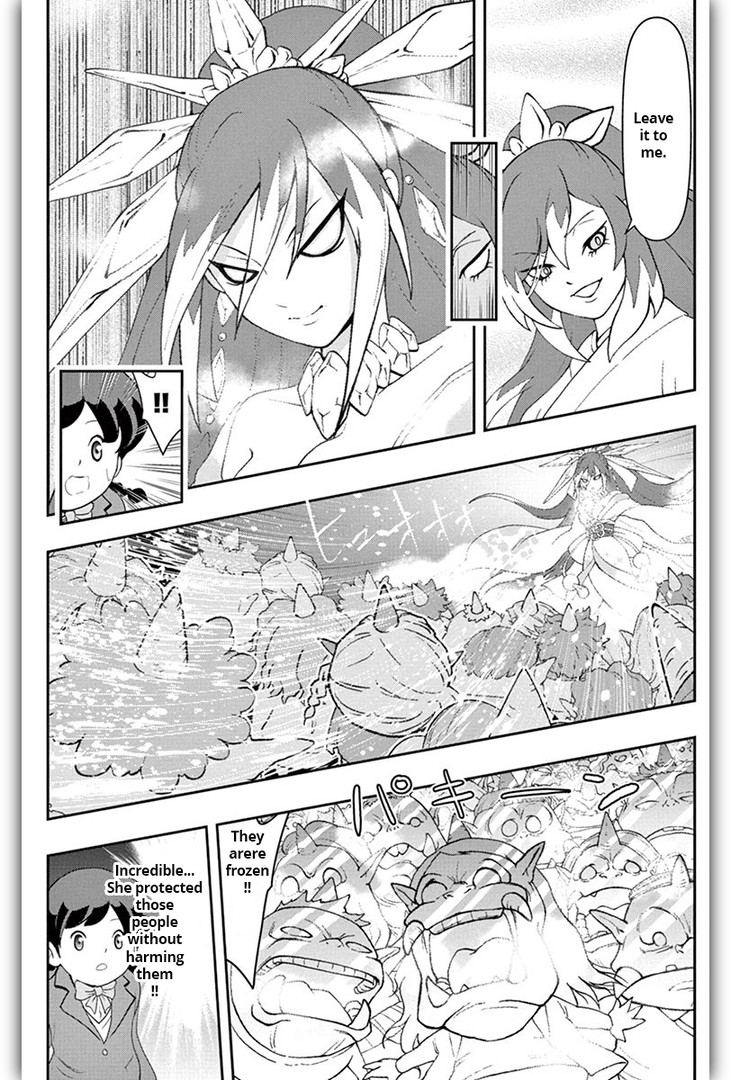 Leave
it to
me.
!!
ヒュオオオオ
パキーン
They
arere
frozen
!!
Incredible...
She protected
those
people
without
harming
them
!!